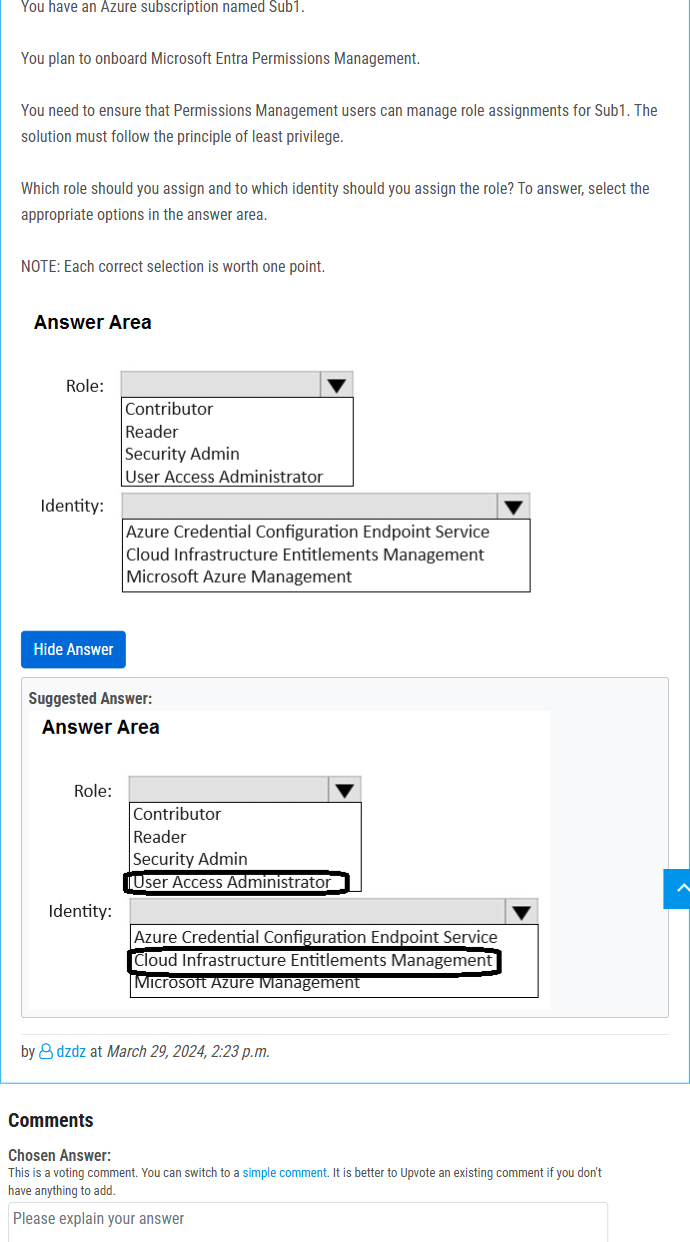 You have an Azure subscription named Sub1.
You plan to onboard Microsoft Entra Permissions Management.
You need to ensure that Permissions Management users can manage role assignments for Sub1. The
solution must follow the principle of least privilege.
Which role should you assign and to which identity should you assign the role? To answer, select the
appropriate options in the answer area.
NOTE: Each correct selection is worth one point.
Answer Area
Role:
Contributor
Reader
Security Admin
User Access Administrator
Identity:
Azure Credential Configuration Endpoint Service
Cloud Infrastructure Entitlements Management
Microsoft Azure Management
Hide Answer
Suggested Answer:
Answer Area
Role:
Contributor
Reader
Security Admin
User Access Administrator
Identity:
Azure Credential Configuration Endpoint Service
Cloud Infrastructure Entitlements Management
Microsoft Azure Management
by dzdz at March 29, 2024, 2:23 p.m.
Comments
Chosen Answer:
This is a voting comment. You can switch to a simple comment. It is better to Upvote an existing comment if you don't
have anything to add.
Please explain your answer